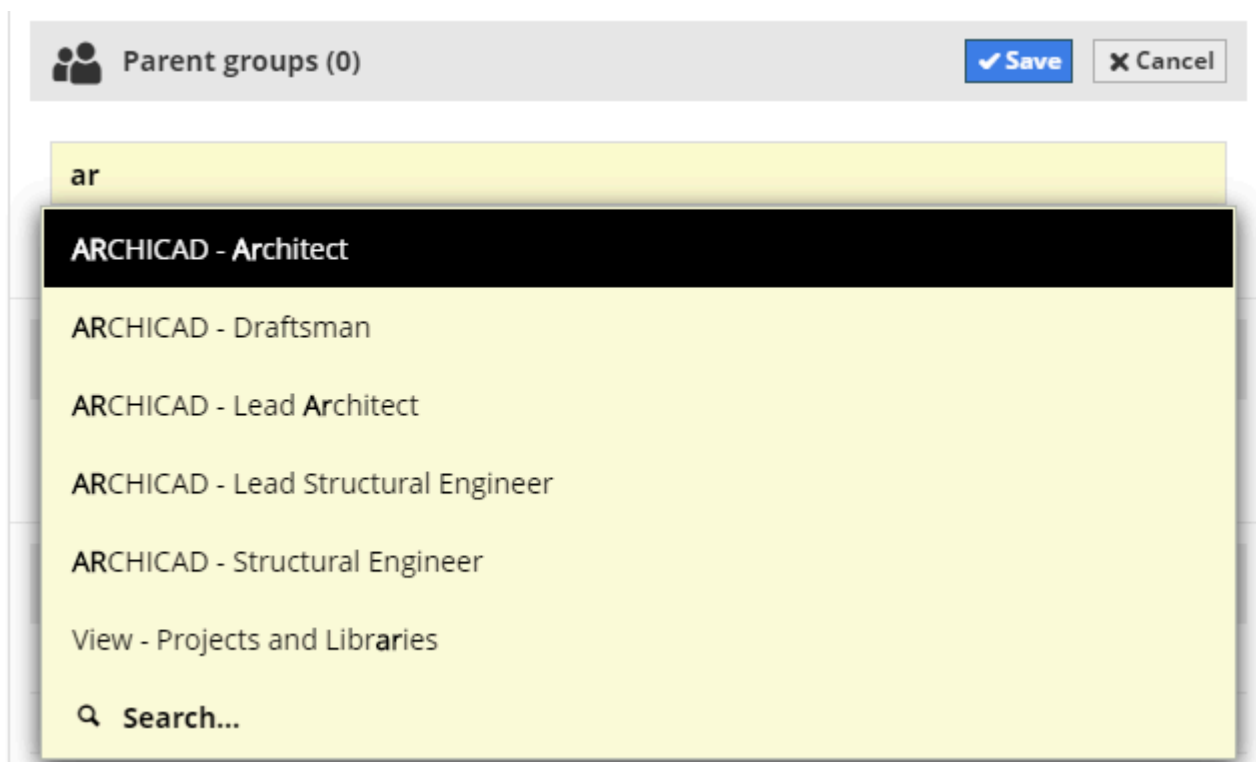 Parent groups (0)
Save
Cancel
ar
ARCHICAD - Architect
ARCHICAD - Draftsman
ARCHICAD - Lead Architect
ARCHICAD - Lead Structural Engineer
ARCHICAD - Structural Engineer
View - Projects and Libraries
Search...